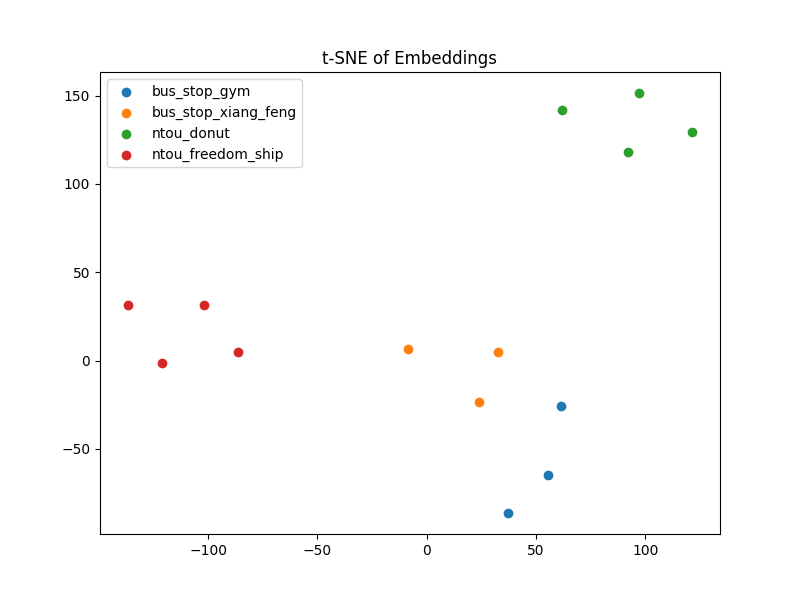 t-SNE of Embeddings
bus_stop_gym
bus_stop_xiang_feng
ntou_donut
ntou_freedom_ship
150
100
50
0
−50
−100 −50 0 50 100